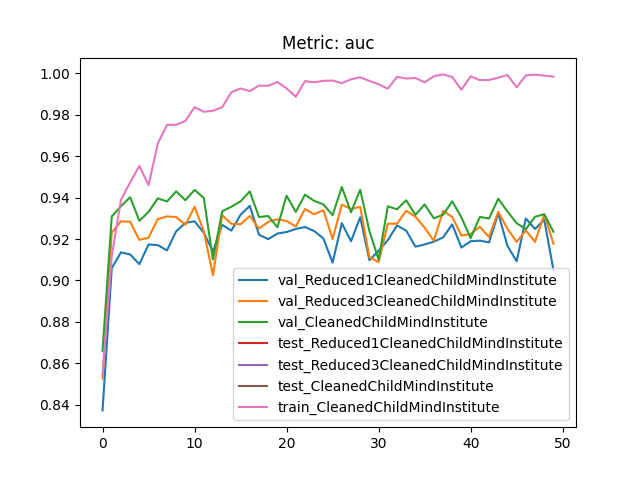 Metric: auc
1.00
0.98
0.96
0.94
0.92
0.90
0.88
0.86
0.84
val_Reduced1CleanedChildMindInstitute
val_Reduced3CleanedChildMindInstitute
val_CleanedChildMindInstitute
test_Reduced1CleanedChildMindInstitute
test_Reduced3CleanedChildMindInstitute
test_CleanedChildMindInstitute
train_CleanedChildMindInstitute
0 10 20 30 40 50